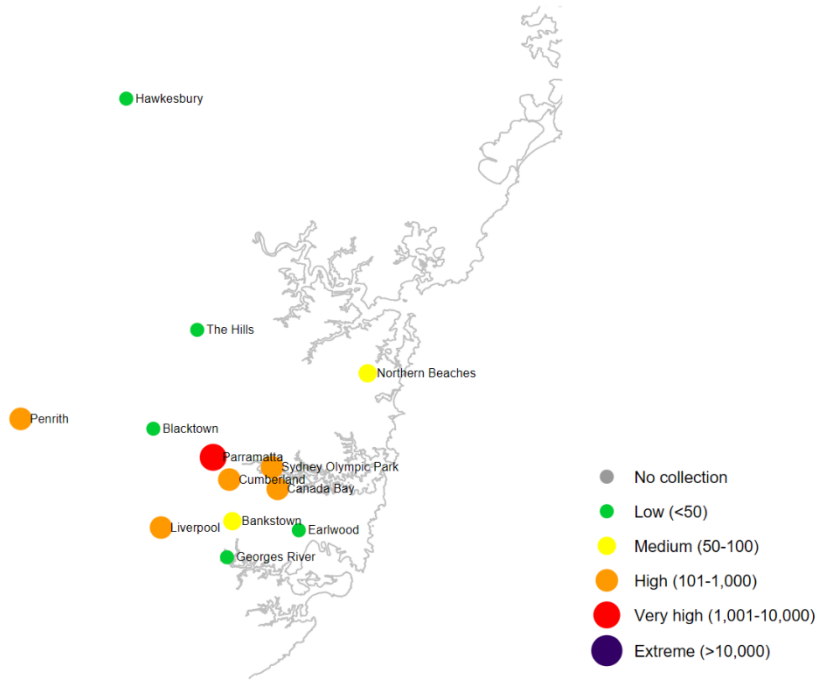 Hawkesbury
The Hills
Northern Beaches
Penrith
Blacktown
Parramatta
Sydney Olympic Park
Cumberland
Canada Bay
Bankstown
Liverpool
Earlwood
Georges River
No collection
Low (<50)
Medium (50-100)
High (101-1,000)
Very high (1,001-10,000)
Extreme (>10,000)